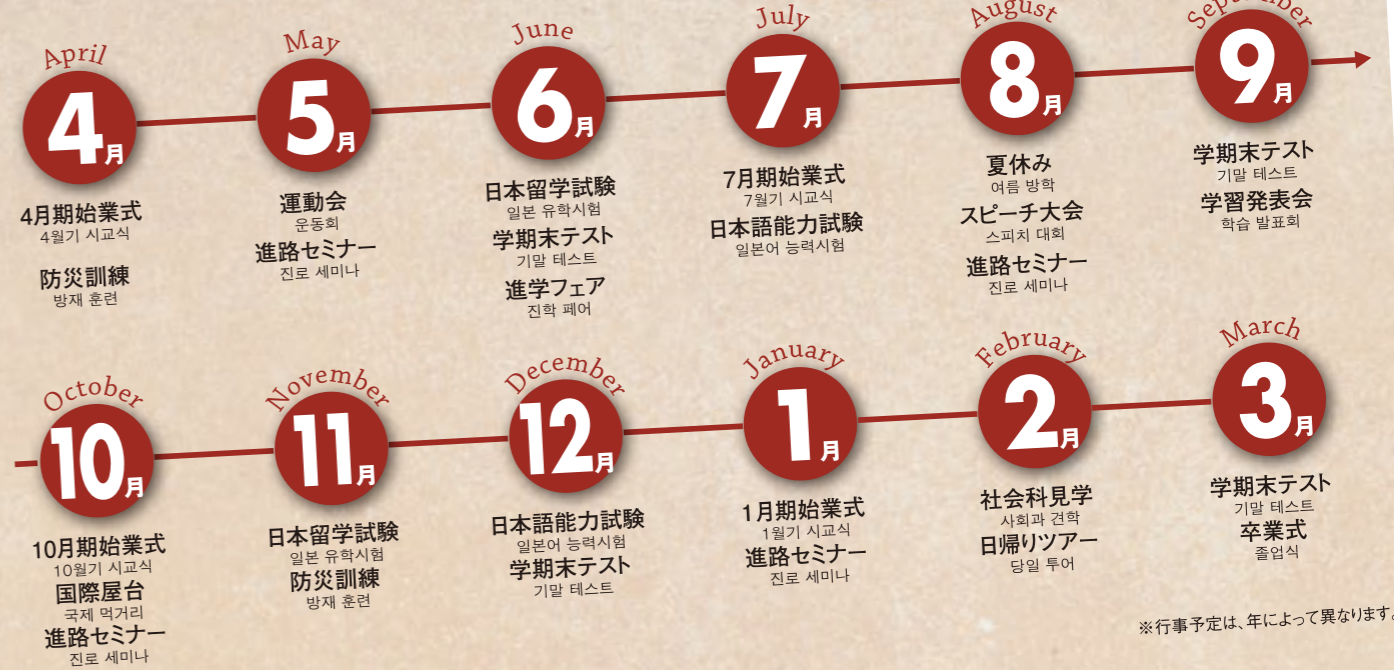 April
4月
4月期始業式
4월기 시교식
防災訓練
방재 훈련
May
5月
運動会
운동회
進路セミナー
진로 세미나
June
6月
日本留学試験
일본 유학시험
学期末テスト
기말 테스트
進学フェア
진학 페어
July
7月
7月期始業式
7월기 시교식
日本語能力試験
일본어 능력시험
August
8月
夏休み
여름 방학
スピーチ大会
스피치 대회
進路セミナー
진로 세미나
September
9月
学期末テスト
기말 테스트
学習発表会
학습 발표회
October
10月
10月期始業式
10월기 시교식
国際屋台
국제 먹거리
進路セミナー
진로 세미나
November
11月
日本留学試験
일본 유학시험
防災訓練
방재 훈련
December
12月
日本語能力試験
일본어 능력시험
学期末テスト
기말 테스트
January
1月
1月期始業式
1월기 시교식
進路セミナー
진로 세미나
February
2月
社会科見学
사회과 견학
日帰りツアー
당일 투어
March
3月
学期末テスト
기말 테스트
卒業式
졸업식
※行事予定は、年によって異なります。